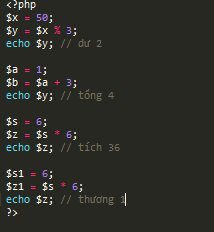 <?php
$x = 50;
$y = $x % 3;
echo $y; // dư 2
$a = 1;
$b = $a + 3;
echo $y; // tổng 4
$s = 6;
$z = $s * 6;
echo $z; // tích 36
$s1 = 6;
$z1 = $s * 6;
echo $z; // thương 1
?>